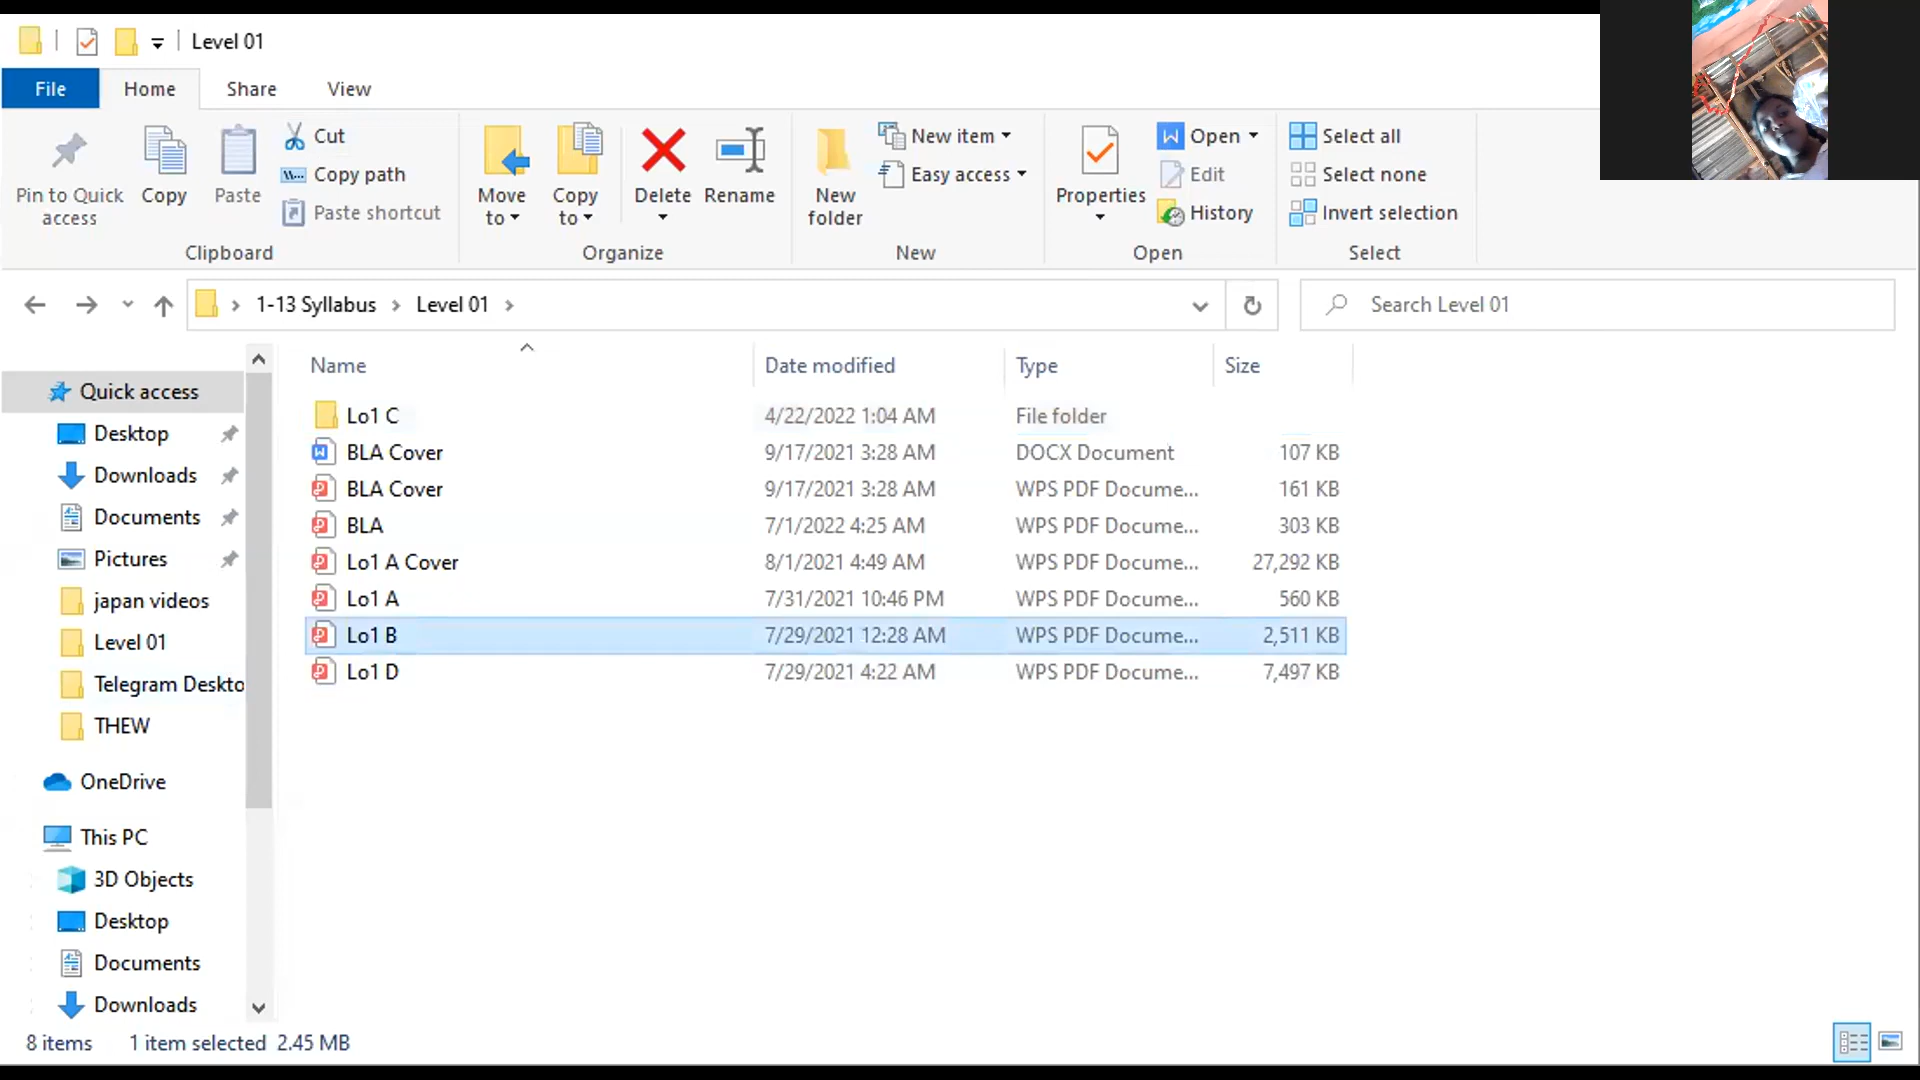 Level 01
File Home Share View
Pin to Quick access
Copy
Paste
Cut
Copy path
Paste shortcut
Clipboard
Move to
Copy to
Delete
Rename
Organize
New folder
New item
Easy access
New
Properties
Open
Edit
History
Open
Select all
Select none
Invert selection
Select
1-13 Syllabus Level 01
Search Level 01
Quick access
Desktop
Downloads
Documents
Pictures
japan videos
Level 01
Telegram Deskto
THEW
OneDrive
This PC
3D Objects
Desktop
Documents
Downloads
Name Date modified Type Size
Lo1 C 4/22/2022 1:04 AM File folder
BLA Cover 9/17/2021 3:28 AM DOCX Document 107 KB
BLA Cover 9/17/2021 3:28 AM WPS PDF Docume... 161 KB
BLA 7/1/2022 4:25 AM WPS PDF Docume... 303 KB
Lo1 A Cover 8/1/2021 4:49 AM WPS PDF Docume... 27,292 KB
Lo1 A 7/31/2021 10:46 PM WPS PDF Docume... 560 KB
Lo1 B 7/29/2021 12:28 AM WPS PDF Docume... 2,511 KB
Lo1 D 7/29/2021 4:22 AM WPS PDF Docume... 7,497 KB
8 items 1 item selected 2.45 MB